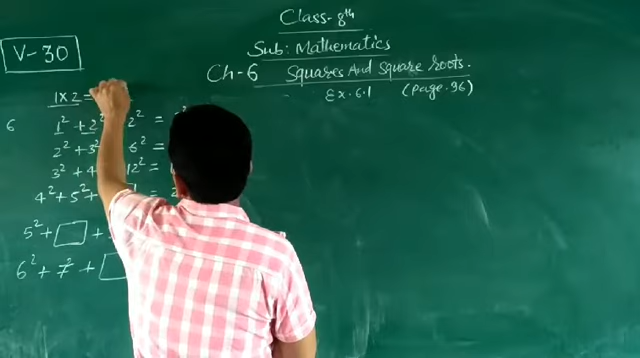 Class-8th
V-30
Sub: Mathematics
Ch-6 Squares And Square roots.
Ex.6.1 (Page.96)
1×2=
6 1² + 2² 2² =
2² + 3² 6² =
3² + 4 12² =
4² + 5² + =
5² + □ +
6² + 7² + □